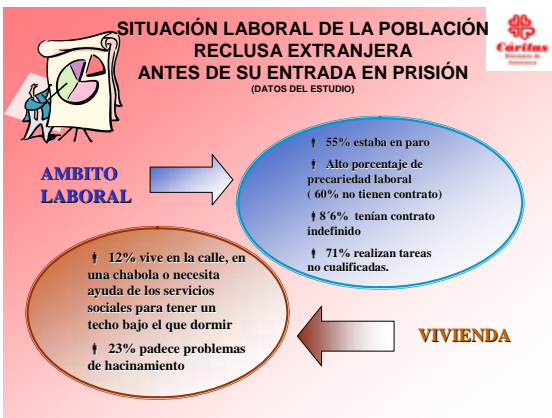 SITUACIÓN LABORAL DE LA POBLACIÓN
RECLUSA EXTRANJERA
ANTES DE SU ENTRADA EN PRISIÓN
(DATOS DEL ESTUDIO)
Cáritas
Diocesana de
Salamanca
AMBITO
LABORAL
55% estaba en paro
Alto porcentaje de
precariedad laboral
( 60% no tienen contrato)
8´6% tenían contrato
indefinido
71% realizan tareas
no cualificadas.
12% vive en la calle, en
una chabola o necesita
ayuda de los servicios
sociales para tener un
techo bajo el que dormir
23% padece problemas
de hacinamiento
VIVIENDA